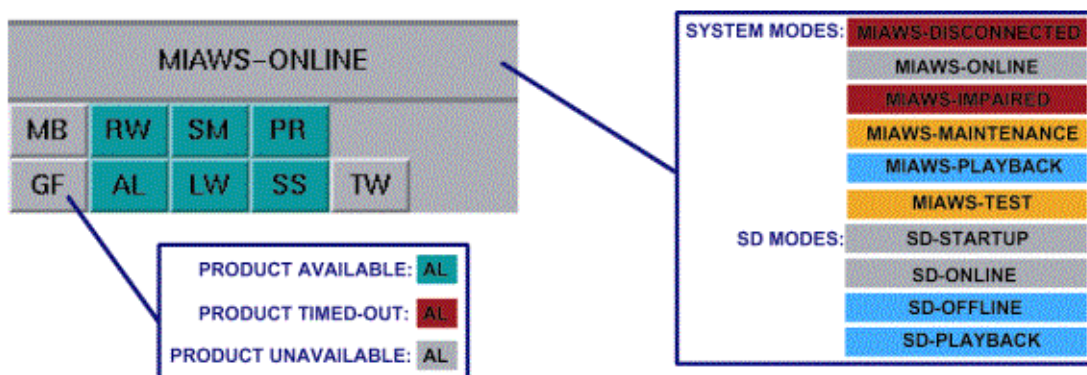 MIAWS-ONLINE
MB RW SM PR
GF AL LW SS TW
PRODUCT AVAILABLE: AL
PRODUCT TIMED-OUT: AL
PRODUCT UNAVAILABLE: AL
SYSTEM MODES: MIAWS-DISCONNECTED
MIAWS-ONLINE
MIAWS-IMPAIRED
MIAWS-MAINTENANCE
MIAWS-PLAYBACK
MIAWS-TEST
SD MODES: SD-STARTUP
SD-ONLINE
SD-OFFLINE
SD-PLAYBACK